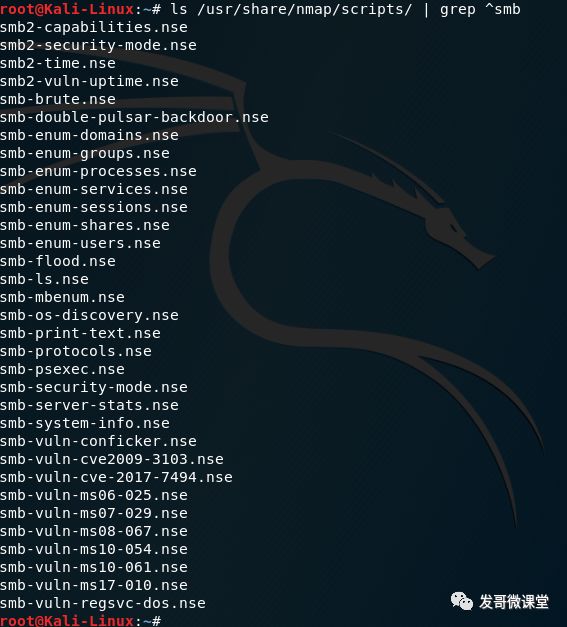 root@Kali-Linux:~# ls /usr/share/nmap/scripts/ | grep ^smb
smb2-capabilities.nse
smb2-security-mode.nse
smb2-time.nse
smb2-vuln-uptime.nse
smb-brute.nse
smb-double-pulsar-backdoor.nse
smb-enum-domains.nse
smb-enum-groups.nse
smb-enum-processes.nse
smb-enum-services.nse
smb-enum-sessions.nse
smb-enum-shares.nse
smb-enum-users.nse
smb-flood.nse
smb-ls.nse
smb-mbenum.nse
smb-os-discovery.nse
smb-print-text.nse
smb-protocols.nse
smb-psexec.nse
smb-security-mode.nse
smb-server-stats.nse
smb-system-info.nse
smb-vuln-conficker.nse
smb-vuln-cve2009-3103.nse
smb-vuln-cve-2017-7494.nse
smb-vuln-ms06-025.nse
smb-vuln-ms07-029.nse
smb-vuln-ms08-067.nse
smb-vuln-ms10-054.nse
smb-vuln-ms10-061.nse
smb-vuln-ms17-010.nse
smb-vuln-regsvc-dos.nse
发哥微课堂
root@Kali-Linux:~#